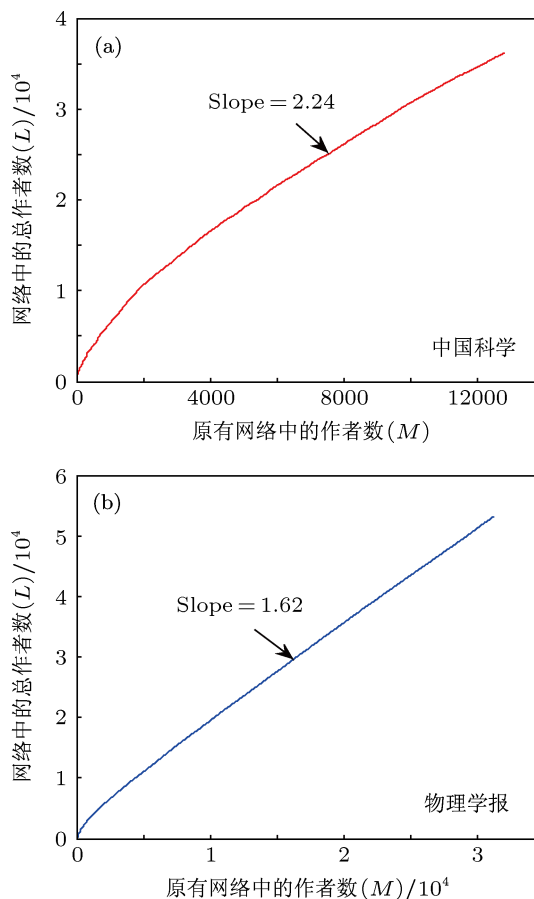 (a)
Slope = 2.24
网络中的总作者数(L)/10⁴
4
3
2
1
0
中国科学
0 4000 8000 12000
原有网络中的作者数(M)
(b)
Slope = 1.62
网络中的总作者数(L)/10⁴
6
5
4
3
2
1
0
物理学报
0 1 2 3
原有网络中的作者数(M)/10⁴